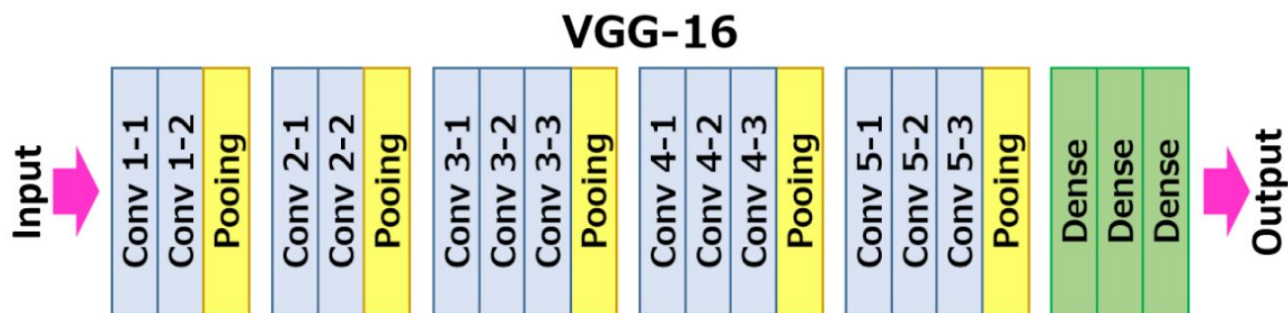 VGG-16
Input
Conv 1-1
Conv 1-2
Pooing
Conv 2-1
Conv 2-2
Pooing
Conv 3-1
Conv 3-2
Conv 3-3
Pooing
Conv 4-1
Conv 4-2
Conv 4-3
Pooing
Conv 5-1
Conv 5-2
Conv 5-3
Pooing
Dense
Dense
Dense
Output